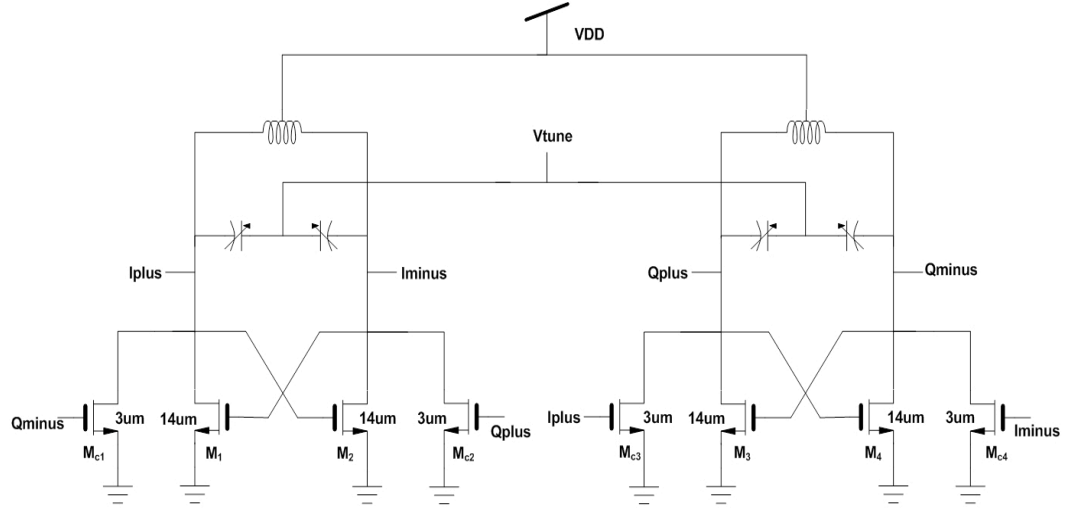 VDD
Vtune
Iplus
Iminus
Qplus
Qminus
Qminus
3um
14um
14um
3um
Qplus
Iplus
3um
14um
14um
3um
Iminus
Mc1
M1
M2
Mc2
Mc3
M3
M4
Mc4